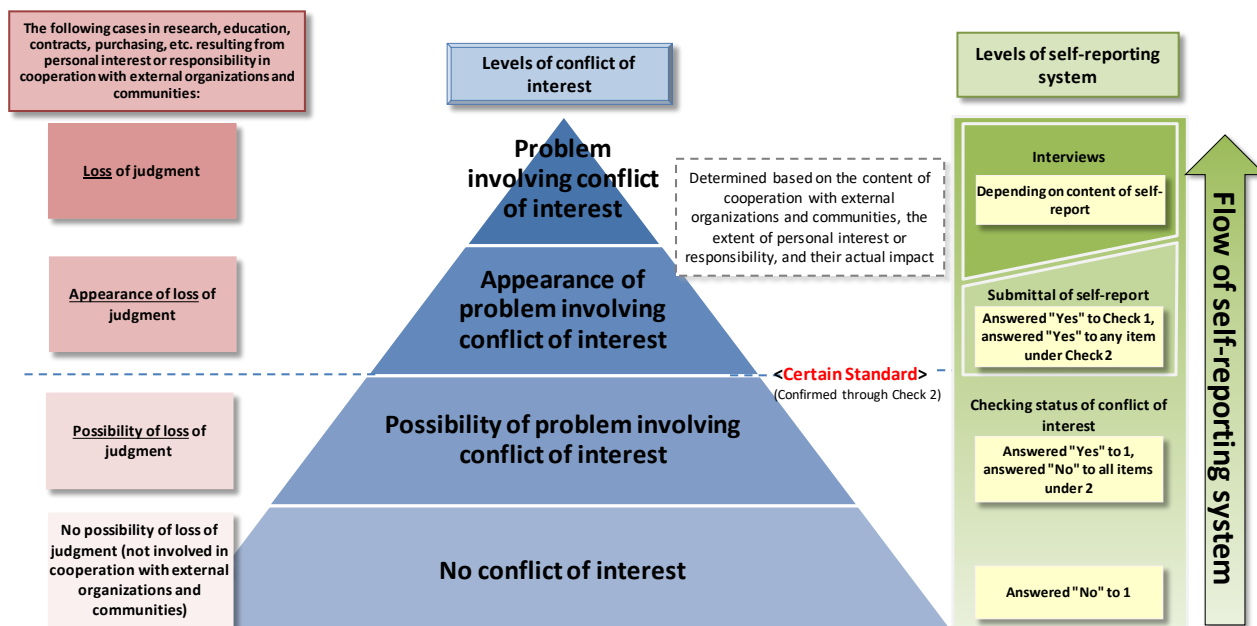 The following cases in research, education,
contracts, purchasing, etc. resulting from
personal interest or responsibility in
cooperation with external organizations and
communities:
Loss of judgment
Appearance of loss of
judgment
Possibility of loss of
judgment
No possibility of loss of
judgment (not involved in
cooperation with external
organizations and
communities)
Levels of conflict of
interest
Problem
involving conflict
of interest
Appearance of
problem involving
conflict of interest
Possibility of problem involving
conflict of interest
No conflict of interest
Determined based on the content of
cooperation with external
organizations and communities, the
extent of personal interest or
responsibility, and their actual impact
<Certain Standard>
(Confirmed through Check 2)
Levels of self-reporting
system
Interviews
Depending on content of self-
report
Submittal of self-report
Answered "Yes" to Check 1,
answered "Yes" to any item
under Check 2
Checking status of conflict of
interest
Answered "Yes" to 1,
answered "No" to all items
under 2
Answered "No" to 1
Flow of self-reporting system